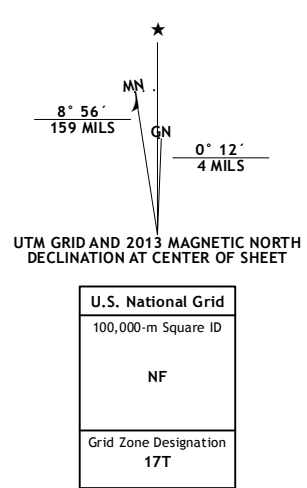 ★
MN
8° 56´
159 MILS
GN
0° 12´
4 MILS
UTM GRID AND 2013 MAGNETIC NORTH
DECLINATION AT CENTER OF SHEET
U.S. National Grid
100,000-m Square ID
NF
Grid Zone Designation
17T